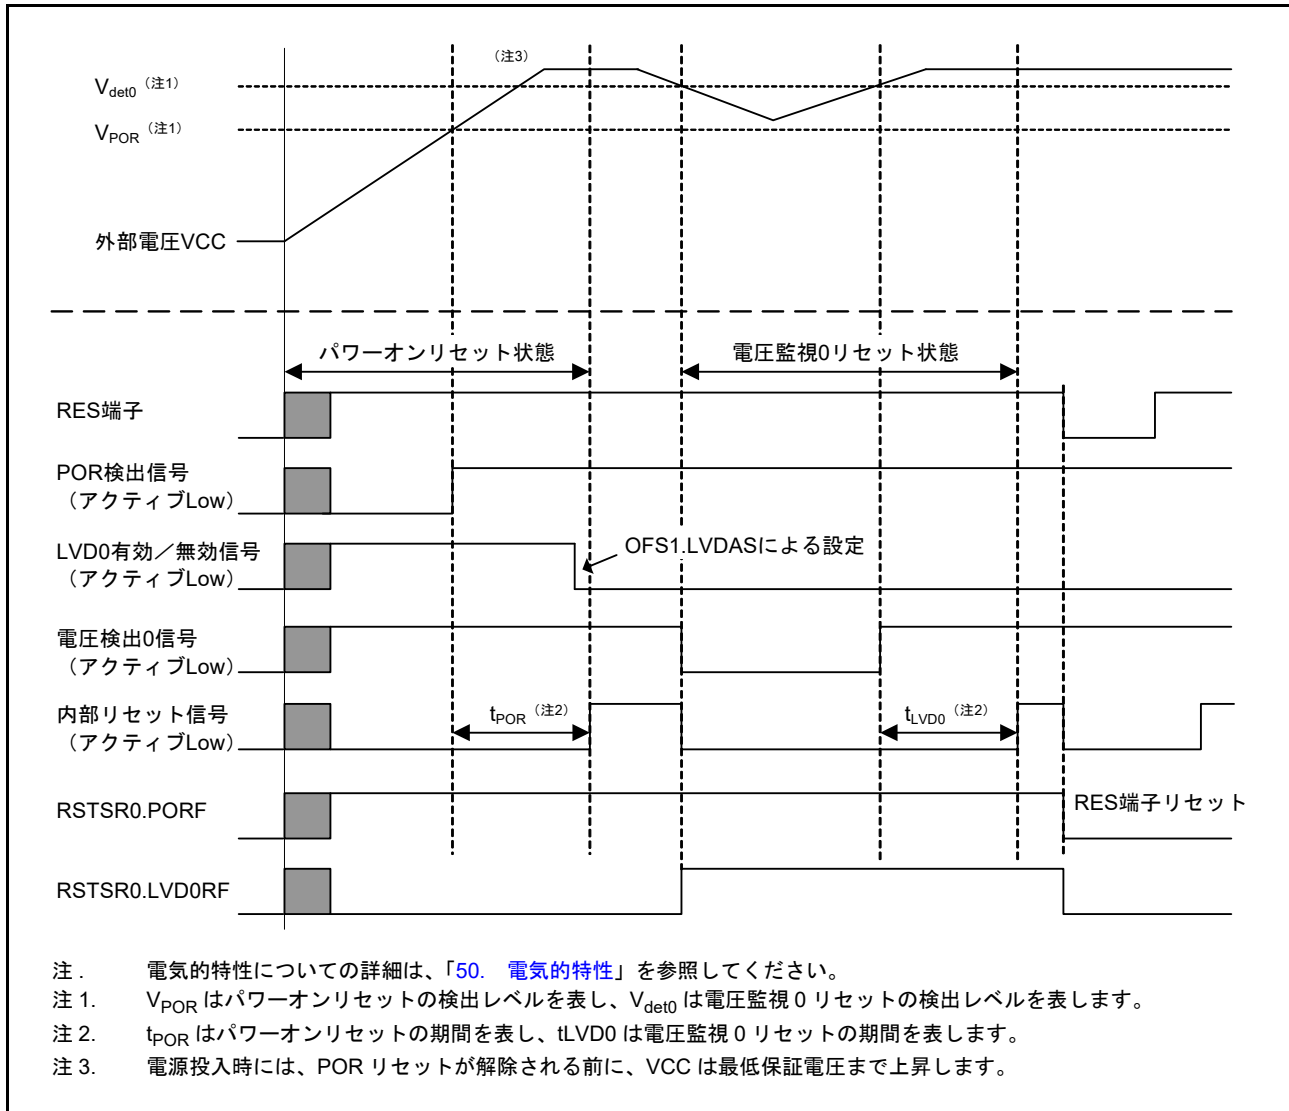 (注3)
Vdet0 (注1)
VPOR (注1)
外部電圧VCC
パワーオンリセット状態
電圧監視0リセット状態
RES端子
POR検出信号
(アクティブLow)
LVD0有効/無効信号
(アクティブLow)
OFS1.LVDASによる設定
電圧検出0信号
(アクティブLow)
内部リセット信号
(アクティブLow)
tPOR (注2)
tLVD0 (注2)
RSTSR0.PORF
RES端子リセット
RSTSR0.LVD0RF
注 . 電気的特性についての詳細は、「50. 電気的特性」を参照してください。
注 1. VPOR はパワーオンリセットの検出レベルを表し、Vdet0 は電圧監視 0 リセットの検出レベルを表します。
注 2. tPOR はパワーオンリセットの期間を表し、tLVD0 は電圧監視 0 リセットの期間を表します。
注 3. 電源投入時には、POR リセットが解除される前に、VCC は最低保証電圧まで上昇します。